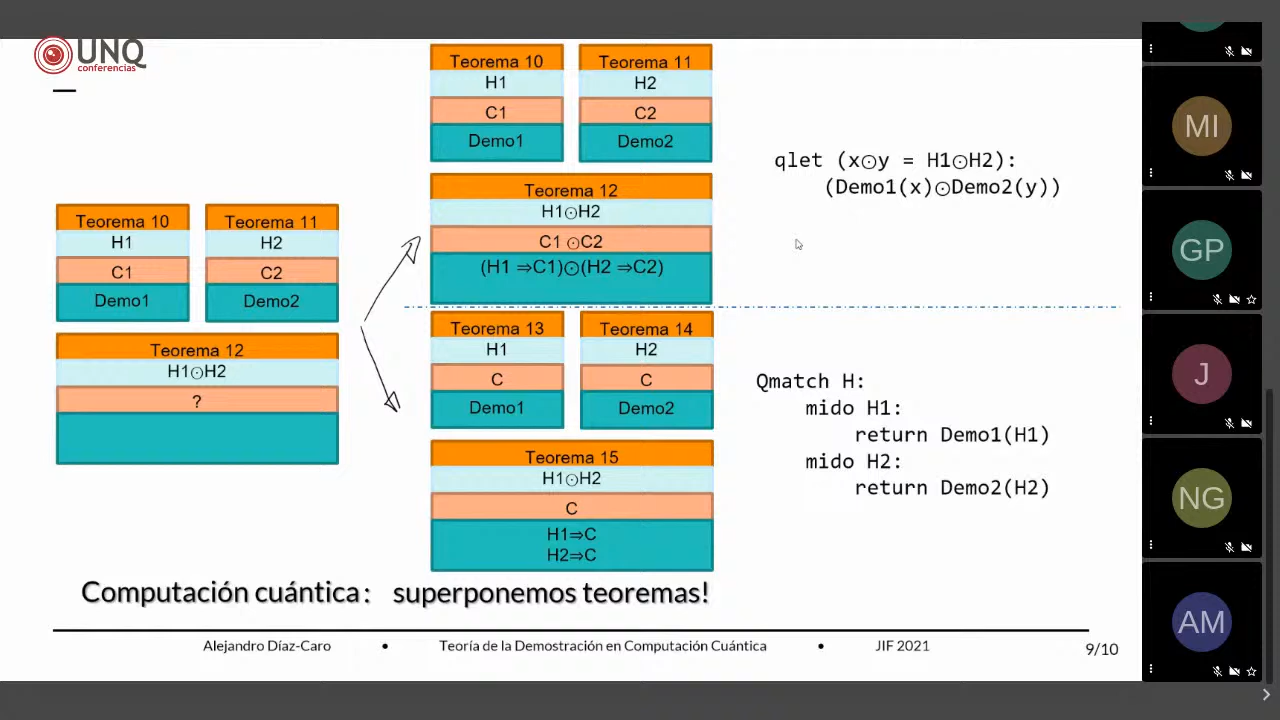 UNQ
conferencias
Teorema 10
H1
C1
Demo1
Teorema 11
H2
C2
Demo2
Teorema 12
H1⊙H2
?
Teorema 10
H1
C1
Demo1
Teorema 11
H2
C2
Demo2
Teorema 12
H1⊙H2
C1 ⊙C2
(H1 ⇒C1)⊙(H2 ⇒C2)
qlet (x⊙y = H1⊙H2):
(Demo1(x)⊙Demo2(y))
Teorema 13
H1
C
Demo1
Teorema 14
H2
C
Demo2
Teorema 15
H1⊙H2
C
H1⇒C
H2⇒C
Qmatch H:
mido H1:
return Demo1(H1)
mido H2:
return Demo2(H2)
Computación cuántica: superponemos teoremas!
Alejandro Díaz-Caro • Teoría de la Demostración en Computación Cuántica • JIF 2021
9/10
MI
GP
J
NG
AM